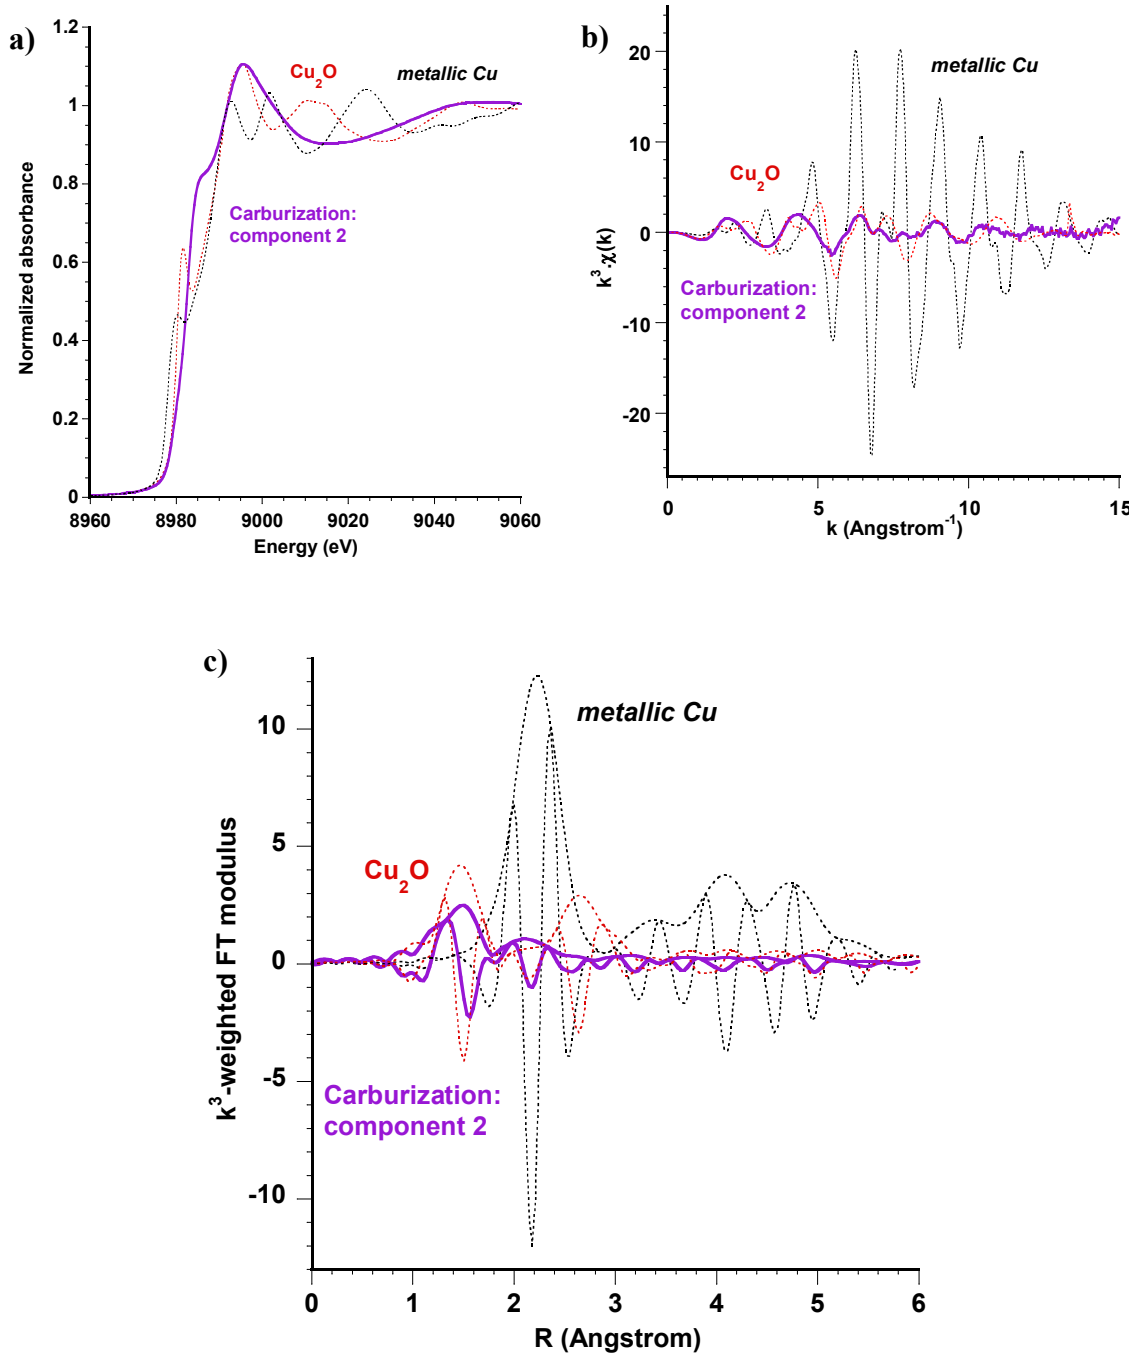 a)
1.2
1
0.8
0.6
0.4
0.2
0
Normalized absorbance
Cu₂O
metallic Cu
Carburization:
component 2
8960 8980 9000 9020 9040 9060
Energy (eV)
b)
20
10
0
-10
-20
k³·χ(k)
metallic Cu
Cu₂O
Carburization:
component 2
0 5 10 15
k (Angstrom⁻¹)
c)
10
5
0
-5
-10
k³-weighted FT modulus
metallic Cu
Cu₂O
Carburization:
component 2
0 1 2 3 4 5 6
R (Angstrom)